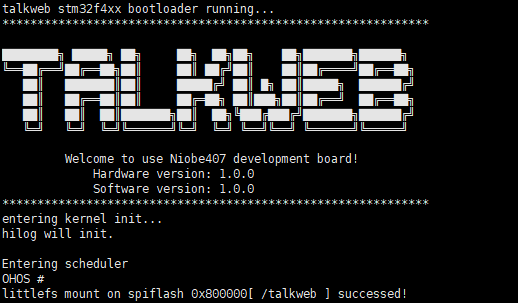 talkweb stm32f4xx bootloader running...
*************************************************************
TALKWEB
Welcome to use Niobe407 development board!
Hardware version: 1.0.0
Software version: 1.0.0
*************************************************************
entering kernel init...
hilog will init.
Entering scheduler
OHOS #
littlefs mount on spiflash 0x800000[ /talkweb ] successed!